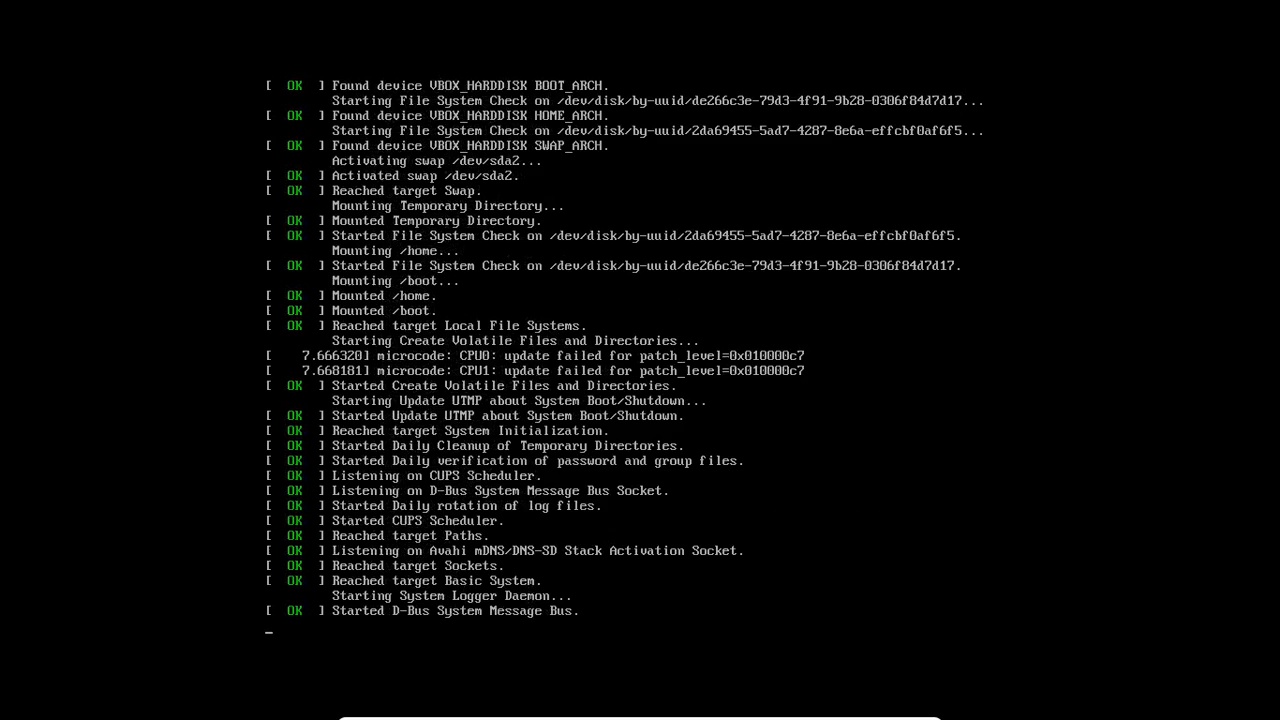 [  OK  ] Found device VBOX_HARDDISK BOOT_ARCH.
         Starting File System Check on /dev/disk/by-uuid/de266c3e-79d3-4f91-9b28-0306f84d7d17...
[  OK  ] Found device VBOX_HARDDISK HOME_ARCH.
         Starting File System Check on /dev/disk/by-uuid/2da69455-5ad7-4287-8e6a-effcbf0af6f5...
[  OK  ] Found device VBOX_HARDDISK SWAP_ARCH.
         Activating swap /dev/sda2...
[  OK  ] Activated swap /dev/sda2.
[  OK  ] Reached target Swap.
         Mounting Temporary Directory...
[  OK  ] Mounted Temporary Directory.
[  OK  ] Started File System Check on /dev/disk/by-uuid/2da69455-5ad7-4287-8e6a-effcbf0af6f5.
         Mounting /home...
[  OK  ] Started File System Check on /dev/disk/by-uuid/de266c3e-79d3-4f91-9b28-0306f84d7d17.
         Mounting /boot...
[  OK  ] Mounted /home.
[  OK  ] Mounted /boot.
[  OK  ] Reached target Local File Systems.
         Starting Create Volatile Files and Directories...
[    7.666320] microcode: CPU0: update failed for patch_level=0x010000c7
[    7.668181] microcode: CPU1: update failed for patch_level=0x010000c7
[  OK  ] Started Create Volatile Files and Directories.
         Starting Update UTMP about System Boot/Shutdown...
[  OK  ] Started Update UTMP about System Boot/Shutdown.
[  OK  ] Reached target System Initialization.
[  OK  ] Started Daily Cleanup of Temporary Directories.
[  OK  ] Started Daily verification of password and group files.
[  OK  ] Listening on CUPS Scheduler.
[  OK  ] Listening on D-Bus System Message Bus Socket.
[  OK  ] Started Daily rotation of log files.
[  OK  ] Started CUPS Scheduler.
[  OK  ] Reached target Paths.
[  OK  ] Listening on Avahi mDNS/DNS-SD Stack Activation Socket.
[  OK  ] Reached target Sockets.
[  OK  ] Reached target Basic System.
         Starting System Logger Daemon...
[  OK  ] Started D-Bus System Message Bus.